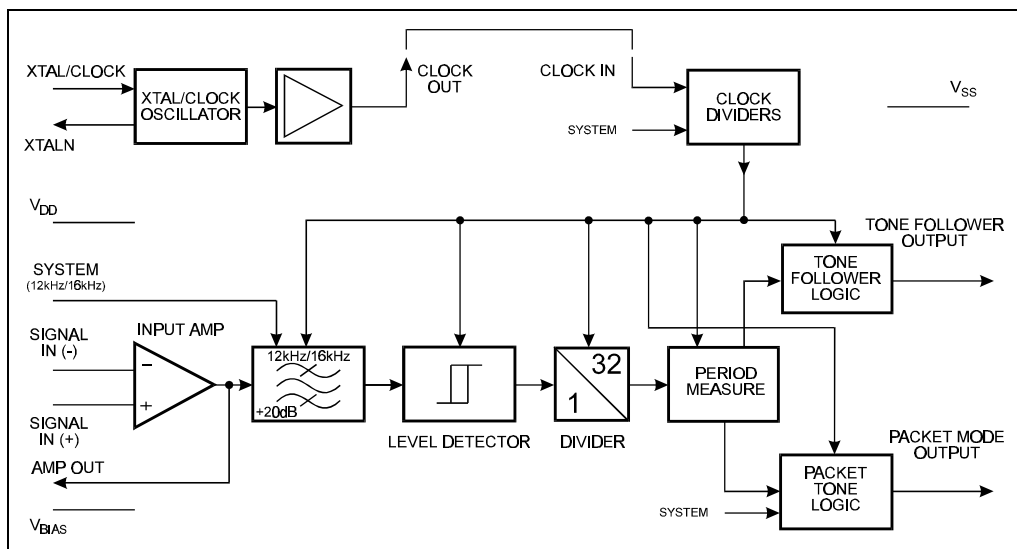 XTAL/CLOCK
XTALN
XTAL/CLOCK
OSCILLATOR
CLOCK
OUT
CLOCK IN
SYSTEM
CLOCK
DIVIDERS
VSS
VDD
SYSTEM
(12kHz/16kHz)
SIGNAL
IN (-)
INPUT AMP
−
+
SIGNAL
IN (+)
AMP OUT
VBIAS
12kHz/16kHz
+20dB
LEVEL DETECTOR
32
1
DIVIDER
PERIOD
MEASURE
TONE
FOLLOWER
LOGIC
TONE FOLLOWER
OUTPUT
PACKET
TONE
LOGIC
SYSTEM
PACKET MODE
OUTPUT